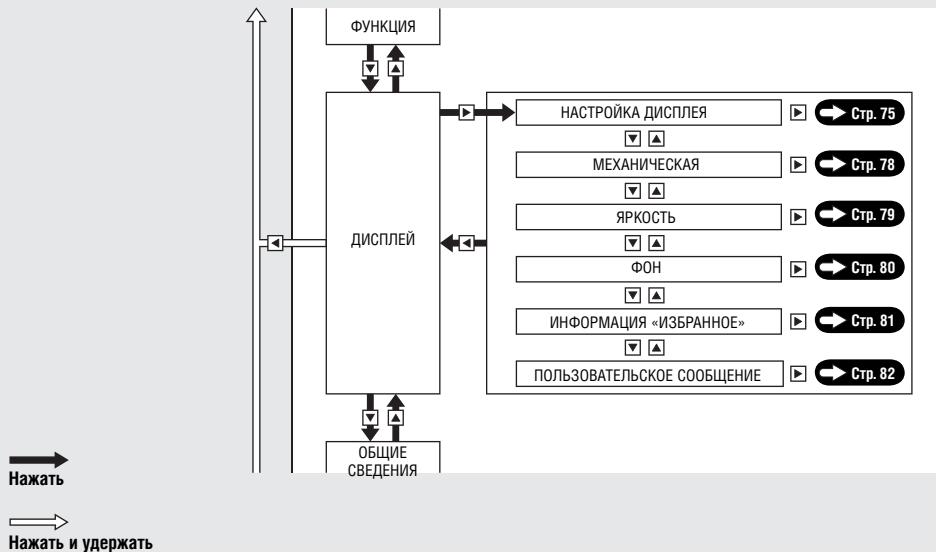 ФУНКЦИЯ
ДИСПЛЕЙ
НАСТРОЙКА ДИСПЛЕЯ
Стр. 75
МЕХАНИЧЕСКАЯ
Стр. 78
ЯРКОСТЬ
Стр. 79
ФОН
Стр. 80
ИНФОРМАЦИЯ «ИЗБРАННОЕ»
Стр. 81
ПОЛЬЗОВАТЕЛЬСКОЕ СООБЩЕНИЕ
Стр. 82
ОБЩИЕ
СВЕДЕНИЯ
Нажать
Нажать и удержать